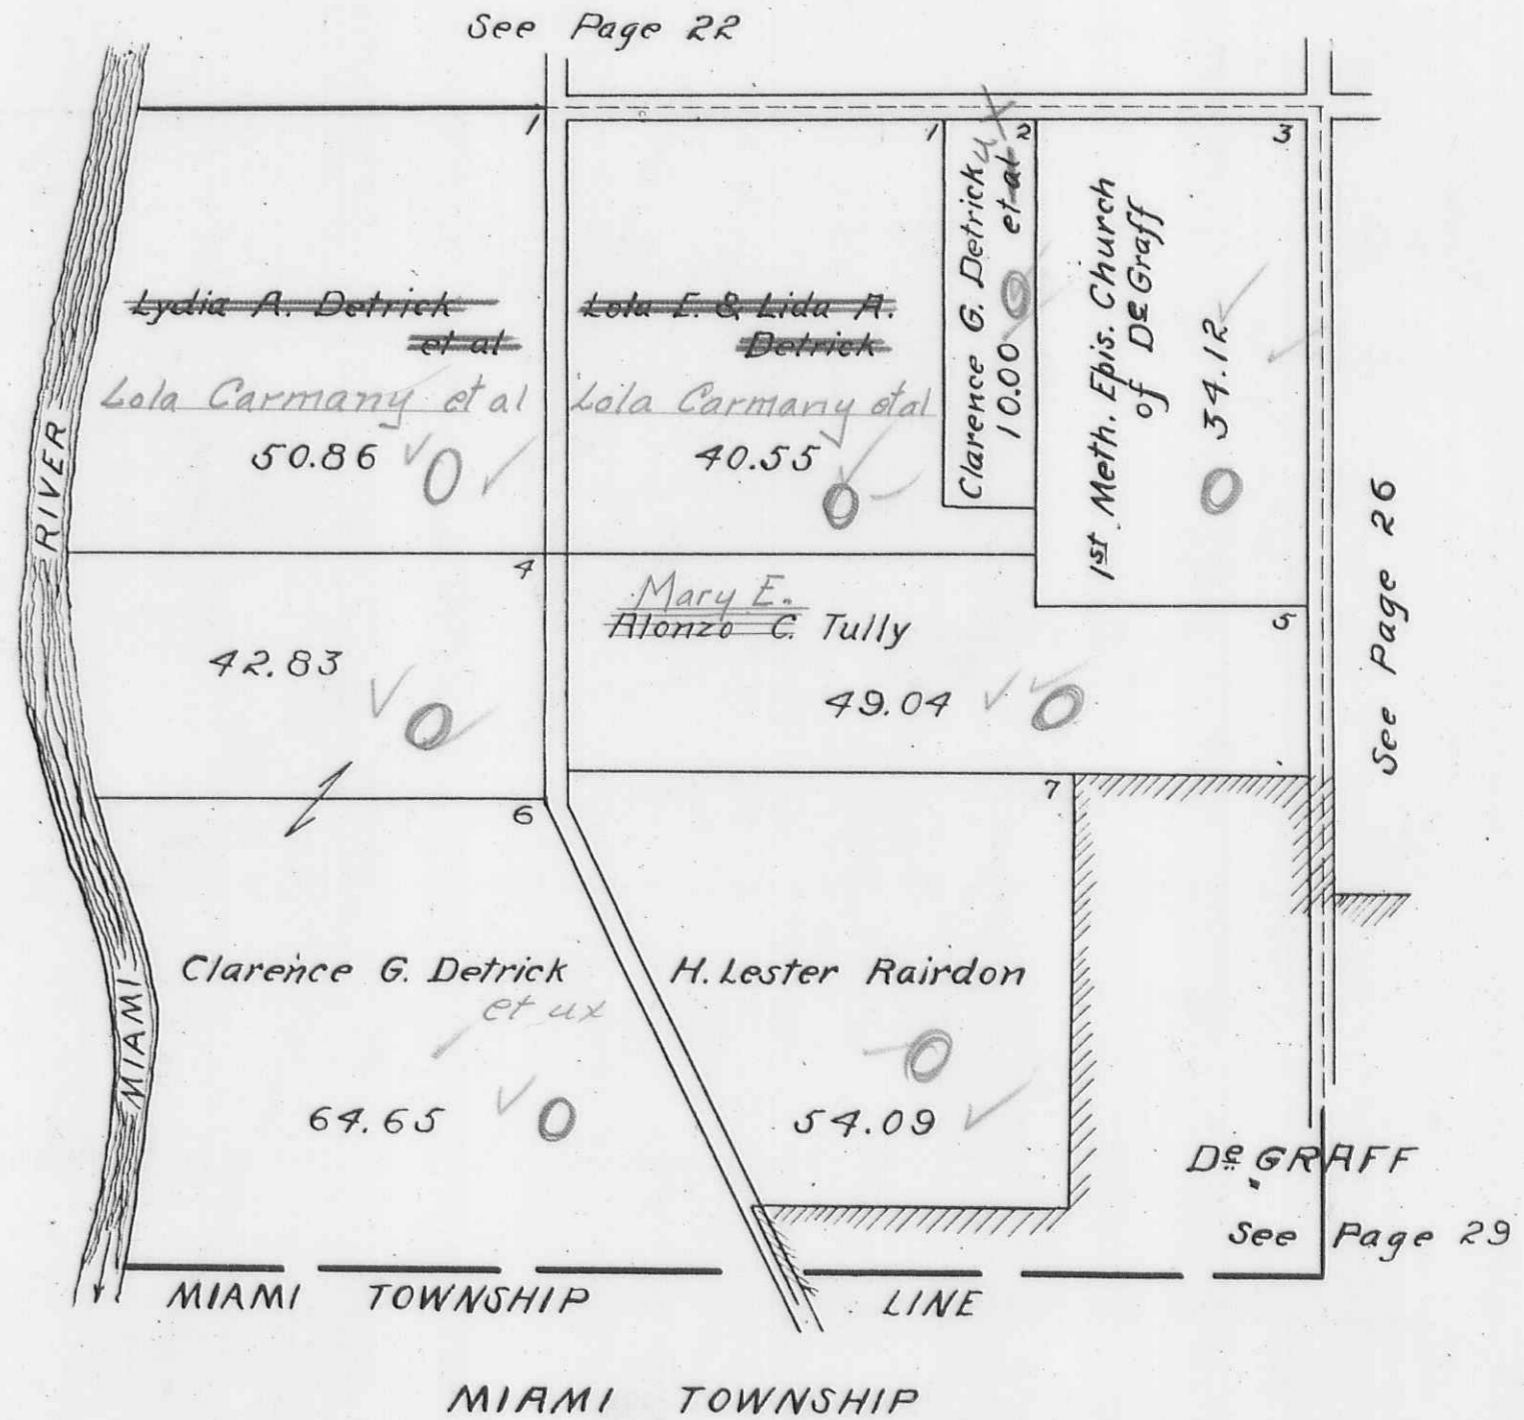 See Page 22
1
Lydia A. Detrick
et al
Lola Carmany et al
50.86
1
Lola E. & Lida A.
Detrick
Lola Carmany et al
40.55
2
Clarence G. Detrick ux
et al
10.00
3
1st Meth. Epis. Church
of DeGraff
34.12
RIVER
See Page 26
4
42.83
Mary E.
Alonzo C. Tully
5
49.04
6
Clarence G. Detrick
et ux
64.65
7
H. Lester Rairdon
54.09
MIAMI
De GRAFF
See Page 29
MIAMI TOWNSHIP LINE
MIAMI TOWNSHIP